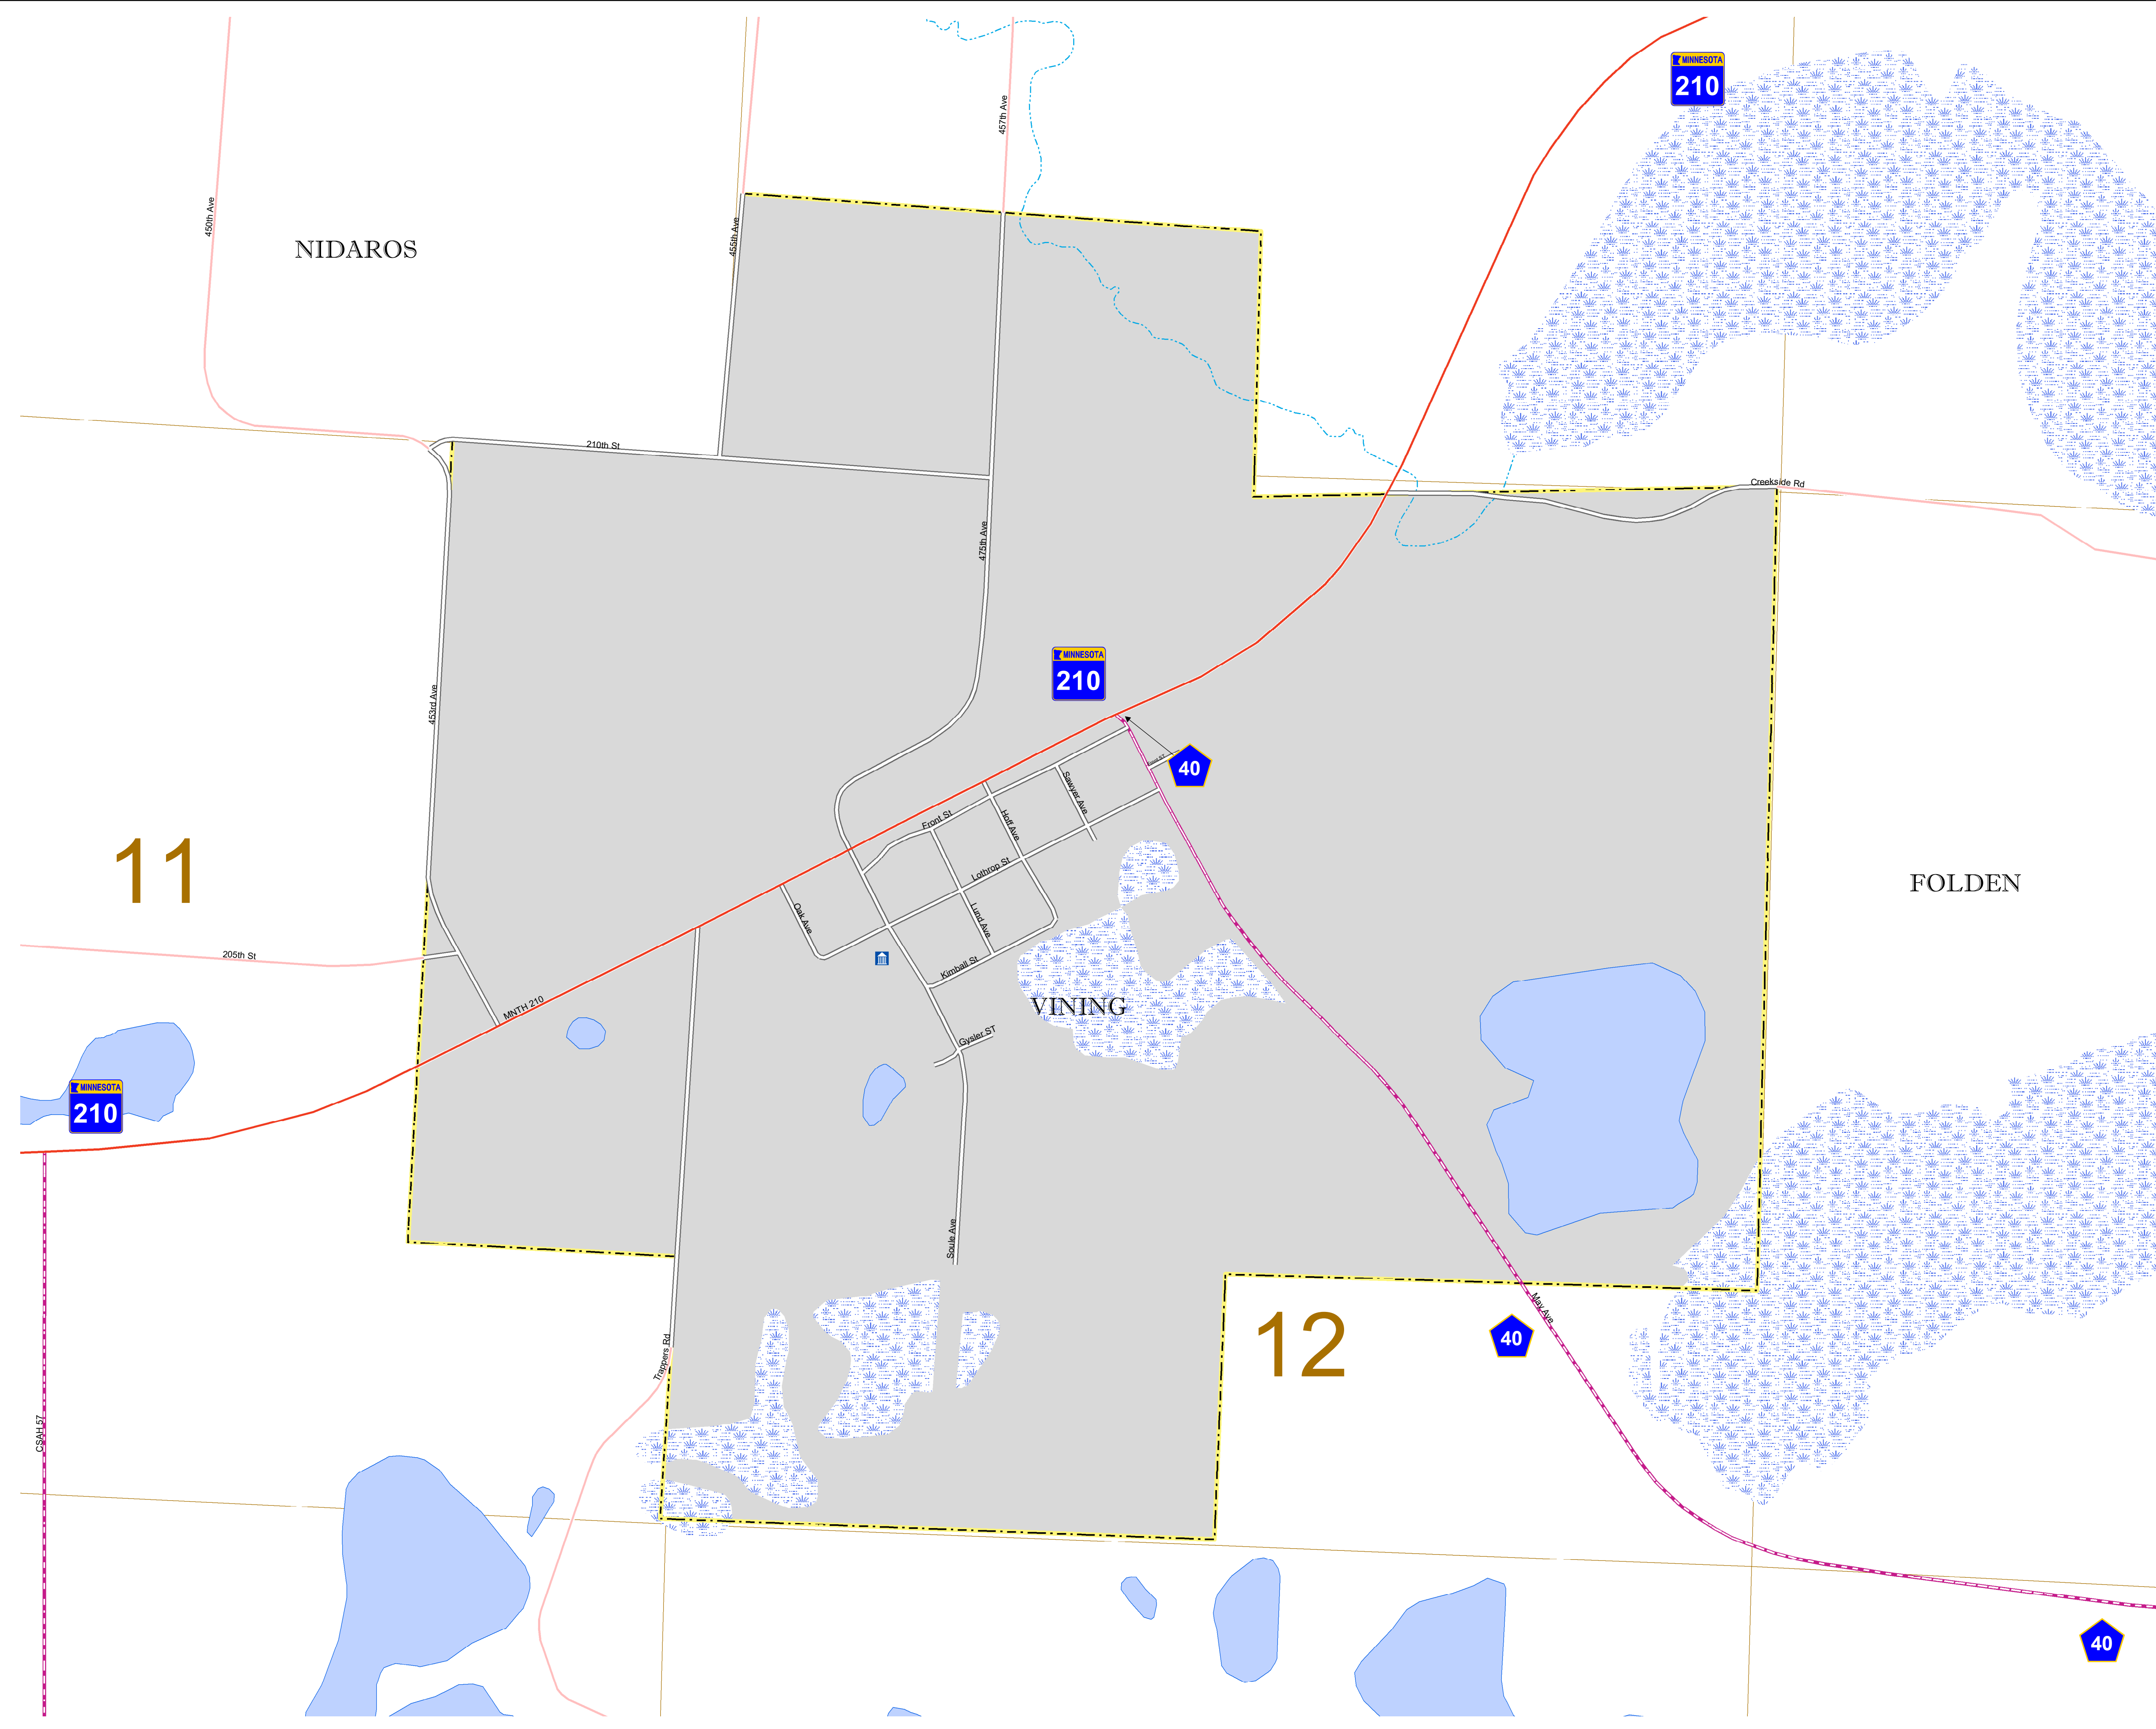 MINNESOTA
210
450th Ave
457th Ave
455th Ave
NIDAROS
210th St
Creekside Rd
475th Ave
MINNESOTA
210
453rd Ave
40
Sawyer Ave
Front St
Hoff Ave
11
Lothrop St
FOLDEN
Oak Ave
Lund Ave
205th St
Kimball St
MNTH 210
VINING
Gysler ST
MINNESOTA
210
Soule Ave
May Ave
12
40
Trappers Rd
CSAH 57
40